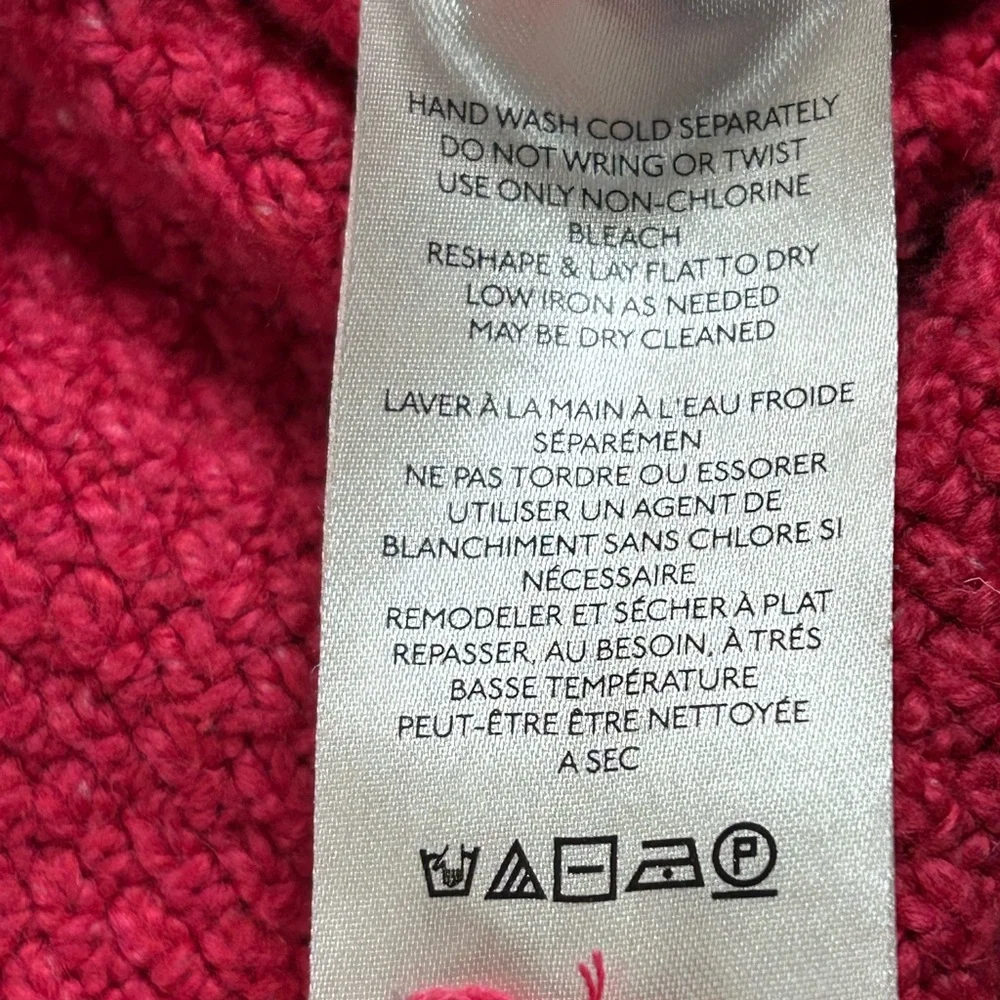 HAND WASH COLD SEPARATELY
DO NOT WRING OR TWIST
USE ONLY NON-CHLORINE
BLEACH
RESHAPE & LAY FLAT TO DRY
LOW IRON AS NEEDED
MAY BE DRY CLEANED
LAVER À LA MAIN À L'EAU FROIDE
SÉPARÉMEN
NE PAS TORDRE OU ESSORER
UTILISER UN AGENT DE
BLANCHIMENT SANS CHLORE SI
NÉCESSAIRE
REMODELER ET SÉCHER À PLAT
REPASSER, AU BESOIN, À TRÉS
BASSE TEMPÉRATURE
PEUT-ÊTRE ÊTRE NETTOYÉE
A SEC
P